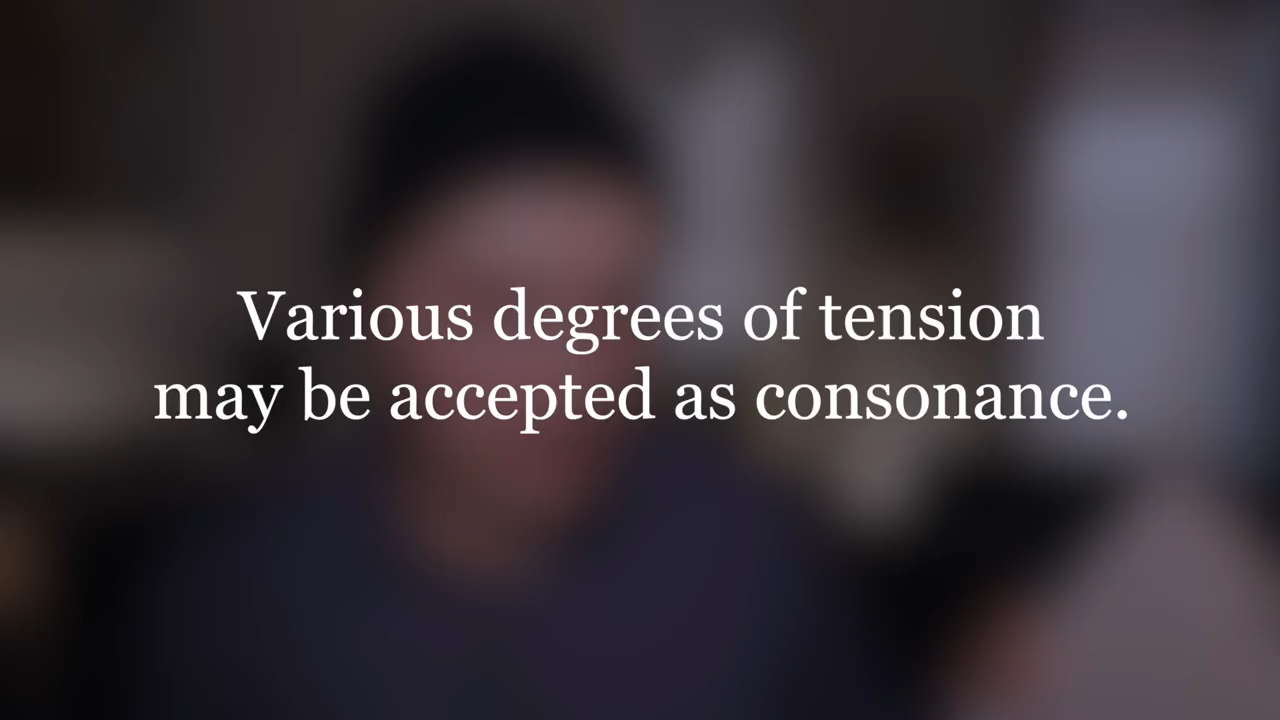 Various degrees of tension
may be accepted as consonance.